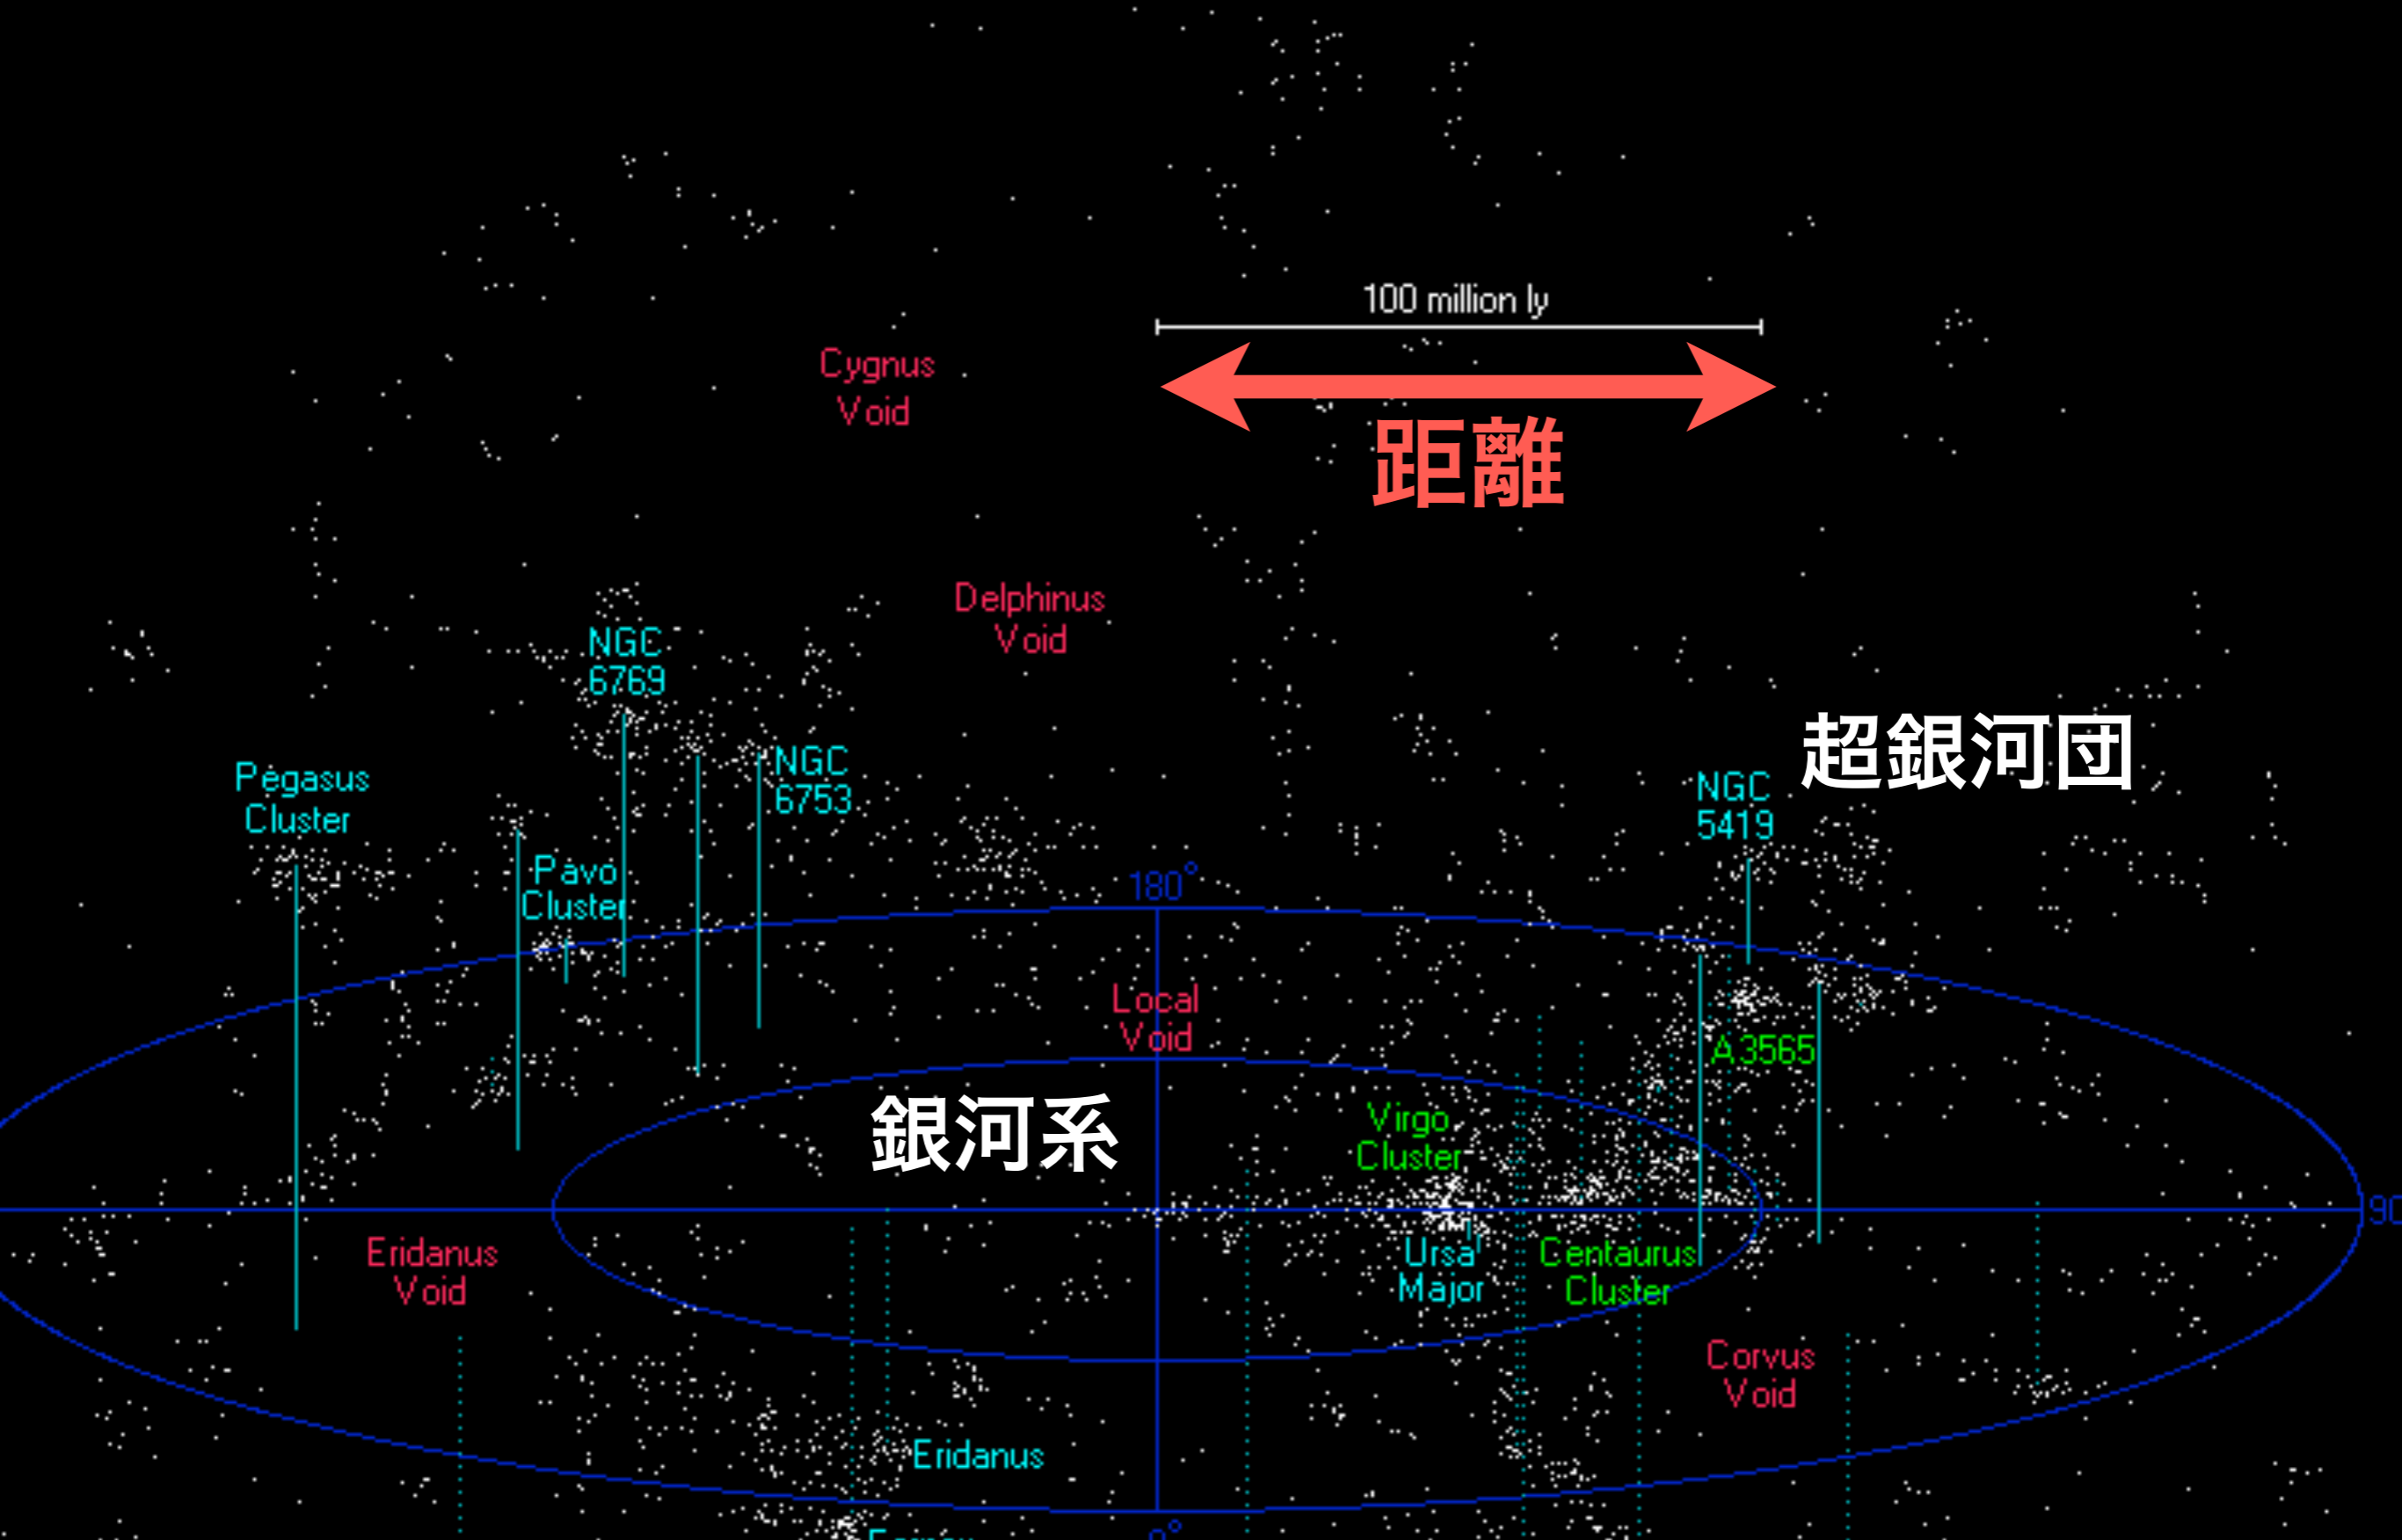 100 million ly
距離
Cygnus
Void
Delphinus
Void
NGC
6769
NGC
6753
Pegasus
Cluster
Pavo
Cluster
超銀河団
NGC
5419
180°
Local
Void
A3565
銀河系
Virgo
Cluster
90
Eridanus
Void
Ursa
Major
Centaurus
Cluster
Corvus
Void
Eridanus
0°